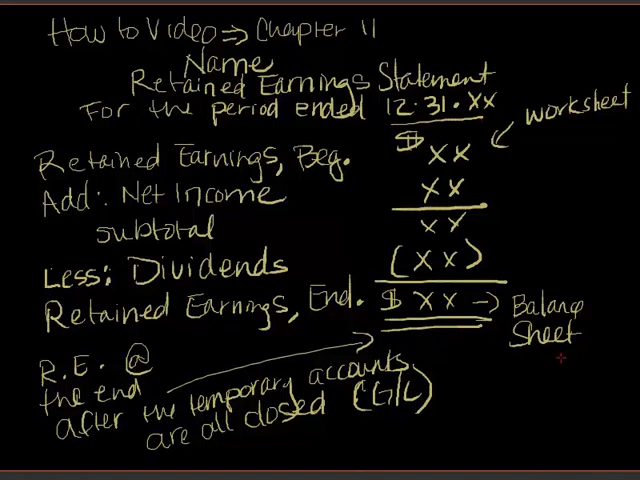 How to Video => Chapter 11
Name
Retained Earnings Statement
For the period ended 12.31.XX
worksheet
Retained Earnings, Beg. $ XX
Add: Net Income XX
subtotal XX
Less: Dividends (XX)
Retained Earnings, End. $ XX → Balance
Sheet
R.E. @
the end
after the temporary accounts
are all closed (G/L)